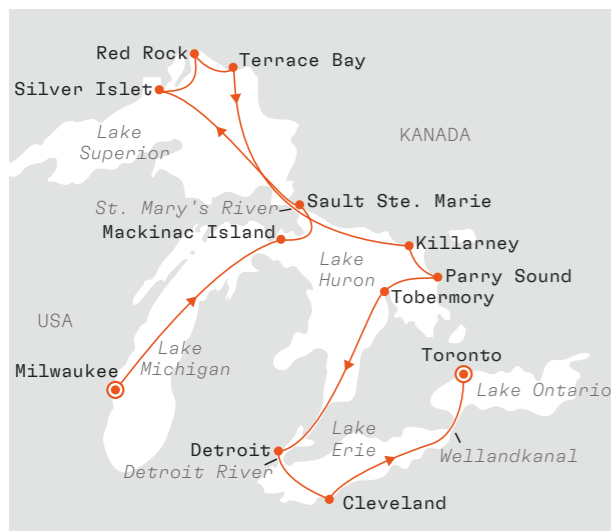 Red Rock
Terrace Bay
Silver Islet
Lake
Superior
KANADA
St. Mary's River
Sault Ste. Marie
Mackinac Island
Killarney
Lake
Huron
Parry Sound
Tobermory
USA
Lake
Michigan
Milwaukee
Toronto
Lake Ontario
Lake
Erie
Detroit
Detroit River
Wellandkanal
Cleveland